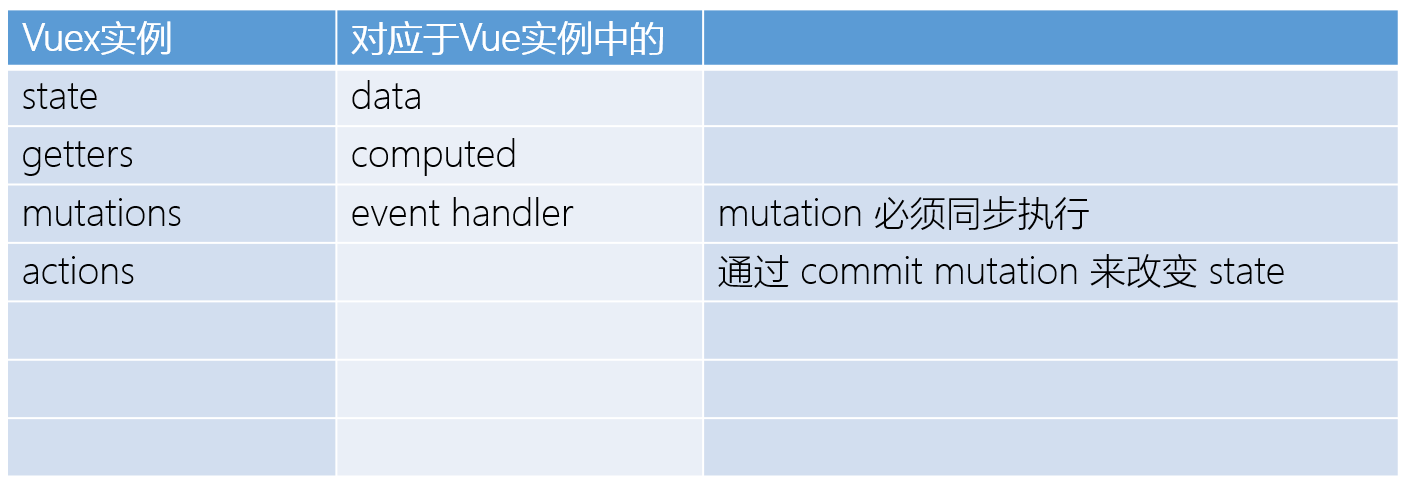 Vuex实例 对应于Vue实例中的
state data
getters computed
mutations event handler mutation 必须同步执行
actions 通过 commit mutation 来改变 state